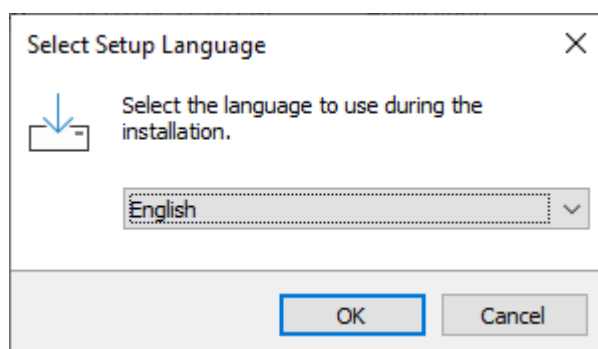 Select Setup Language
Select the language to use during the
installation.
English
OK
Cancel